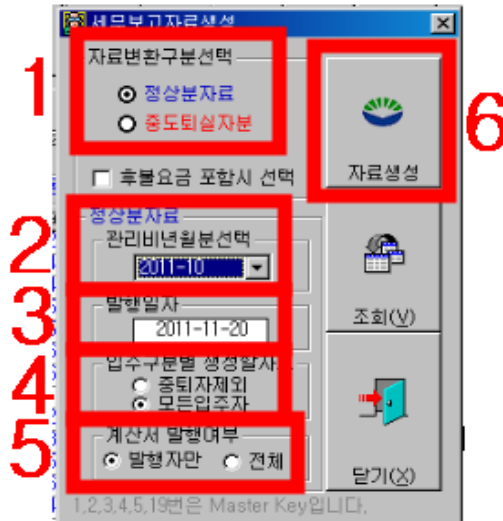 세무보고자료생성
1
자료변환구분선택
정상분자료
중도퇴실자분
6
자료생성
후불요금 포함시 선택
정상분자료
2
관리비년월분선택
2011-10
조회(V)
3
발행일자
2011-11-20
4
입주구분별 생성할자료
중퇴자제외
모든입주자
5
계산서 발행여부
발행자만 전체
닫기(X)
1,2,3,4,5,19번은 Master Key입니다.